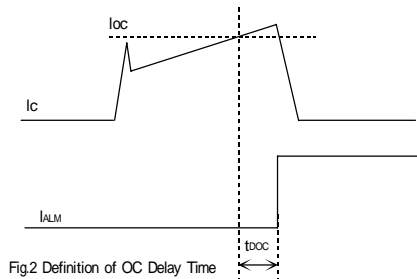 Ioc
Ic
IALM
tDOC
Fig.2 Definition of OC Delay Time